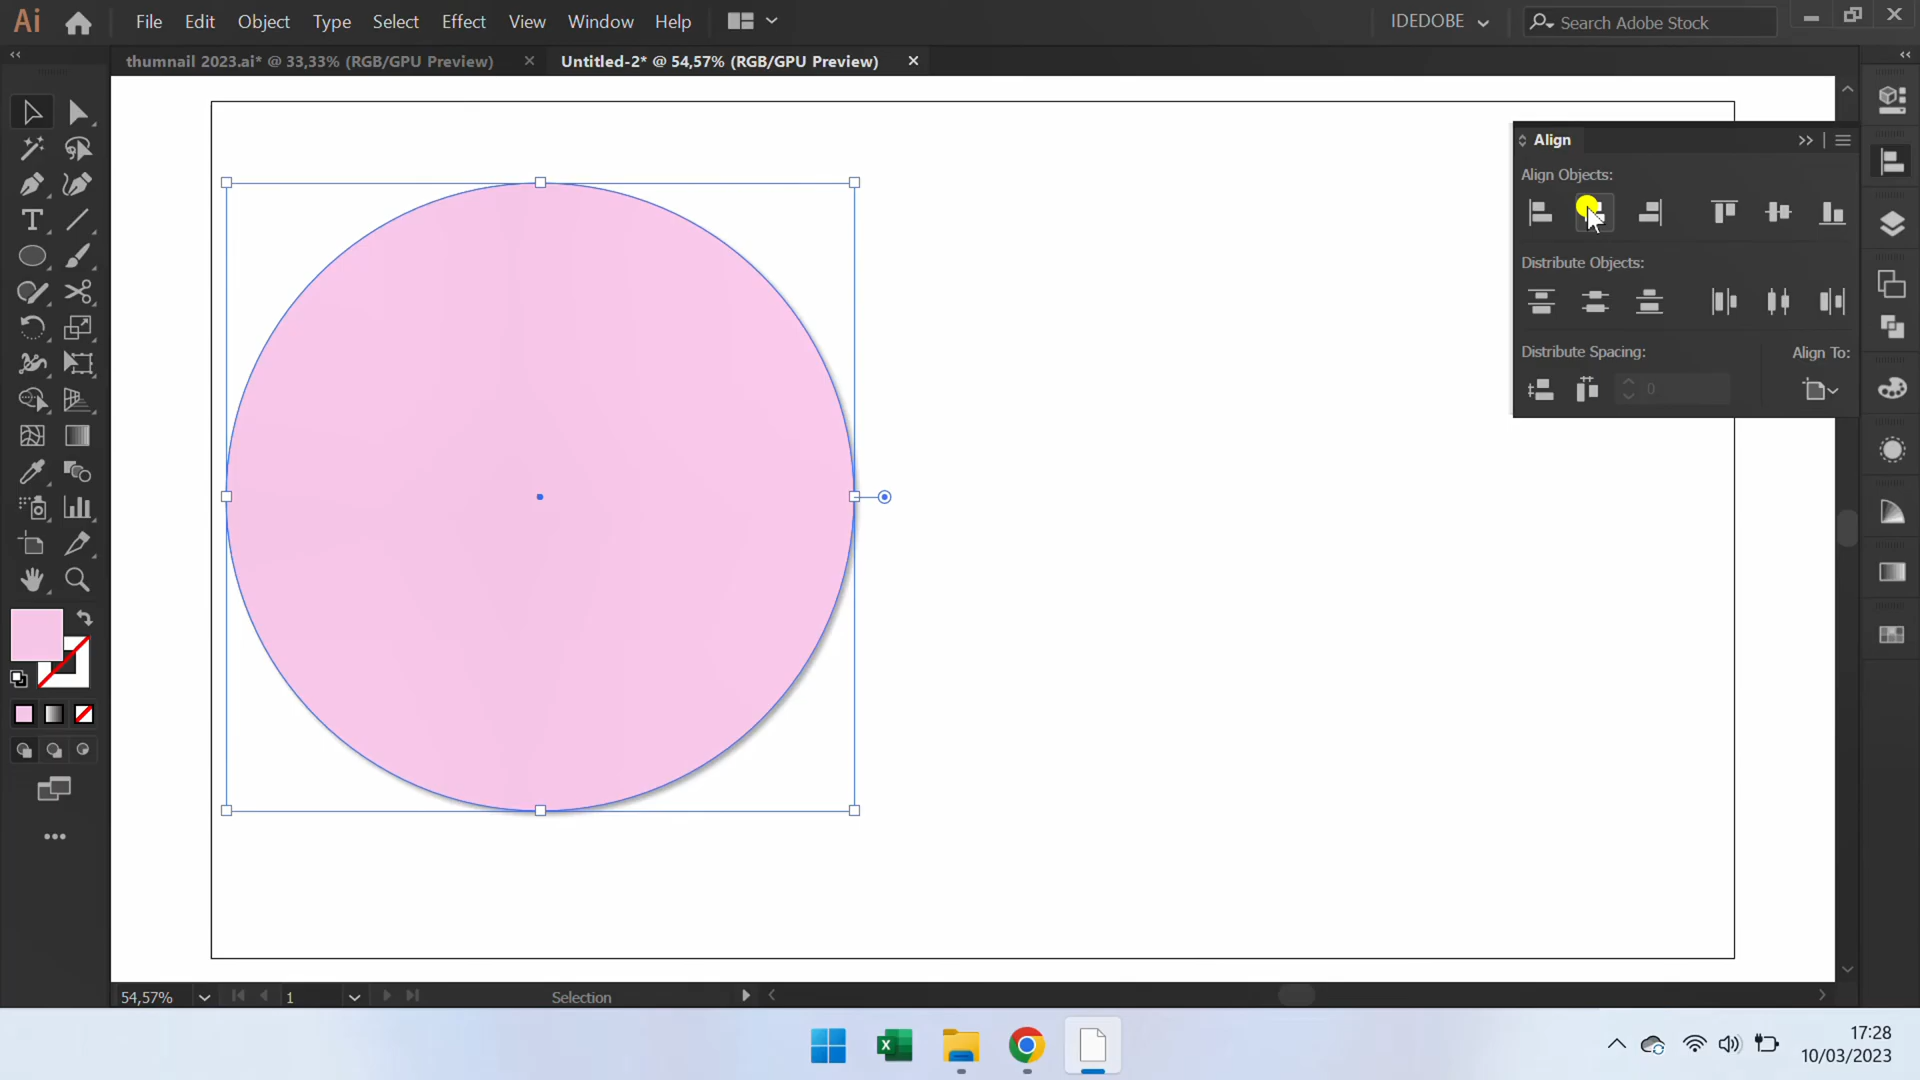 Ai File Edit Object Type Select Effect View Window Help IDEDOBE Search Adobe Stock
thumnail 2023.ai* @ 33,33% (RGB/GPU Preview) Untitled-2* @ 54,57% (RGB/GPU Preview)
Align
Align Objects:
Distribute Objects:
Distribute Spacing: Align To:
0
54,57% 1 Selection
17:28
10/03/2023